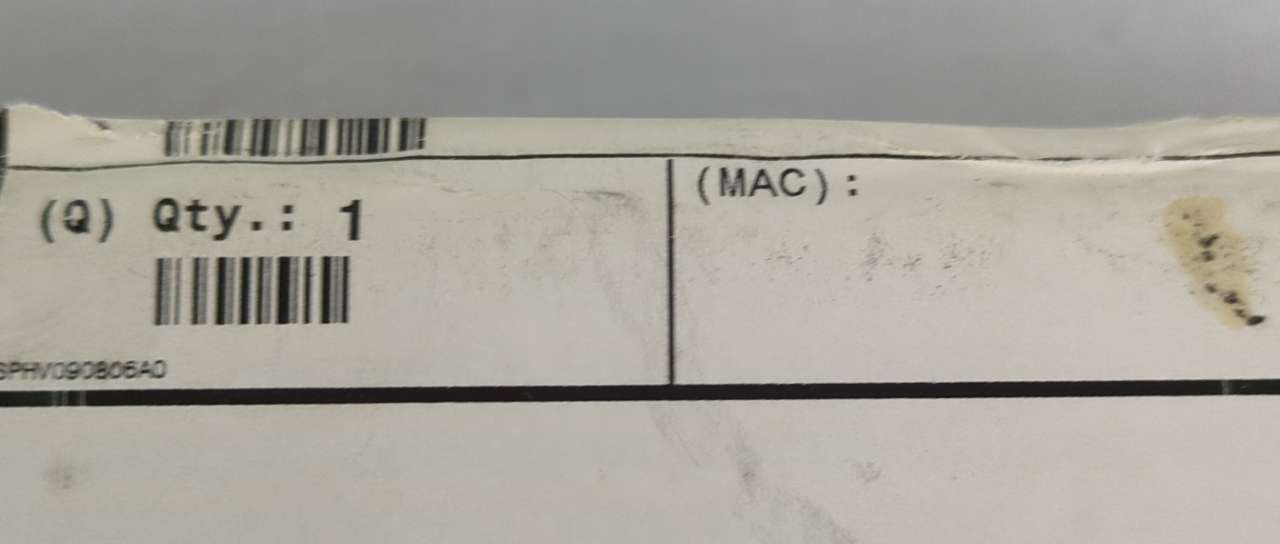 (Q) Qty.: 1
(MAC):
SPHV090806A0